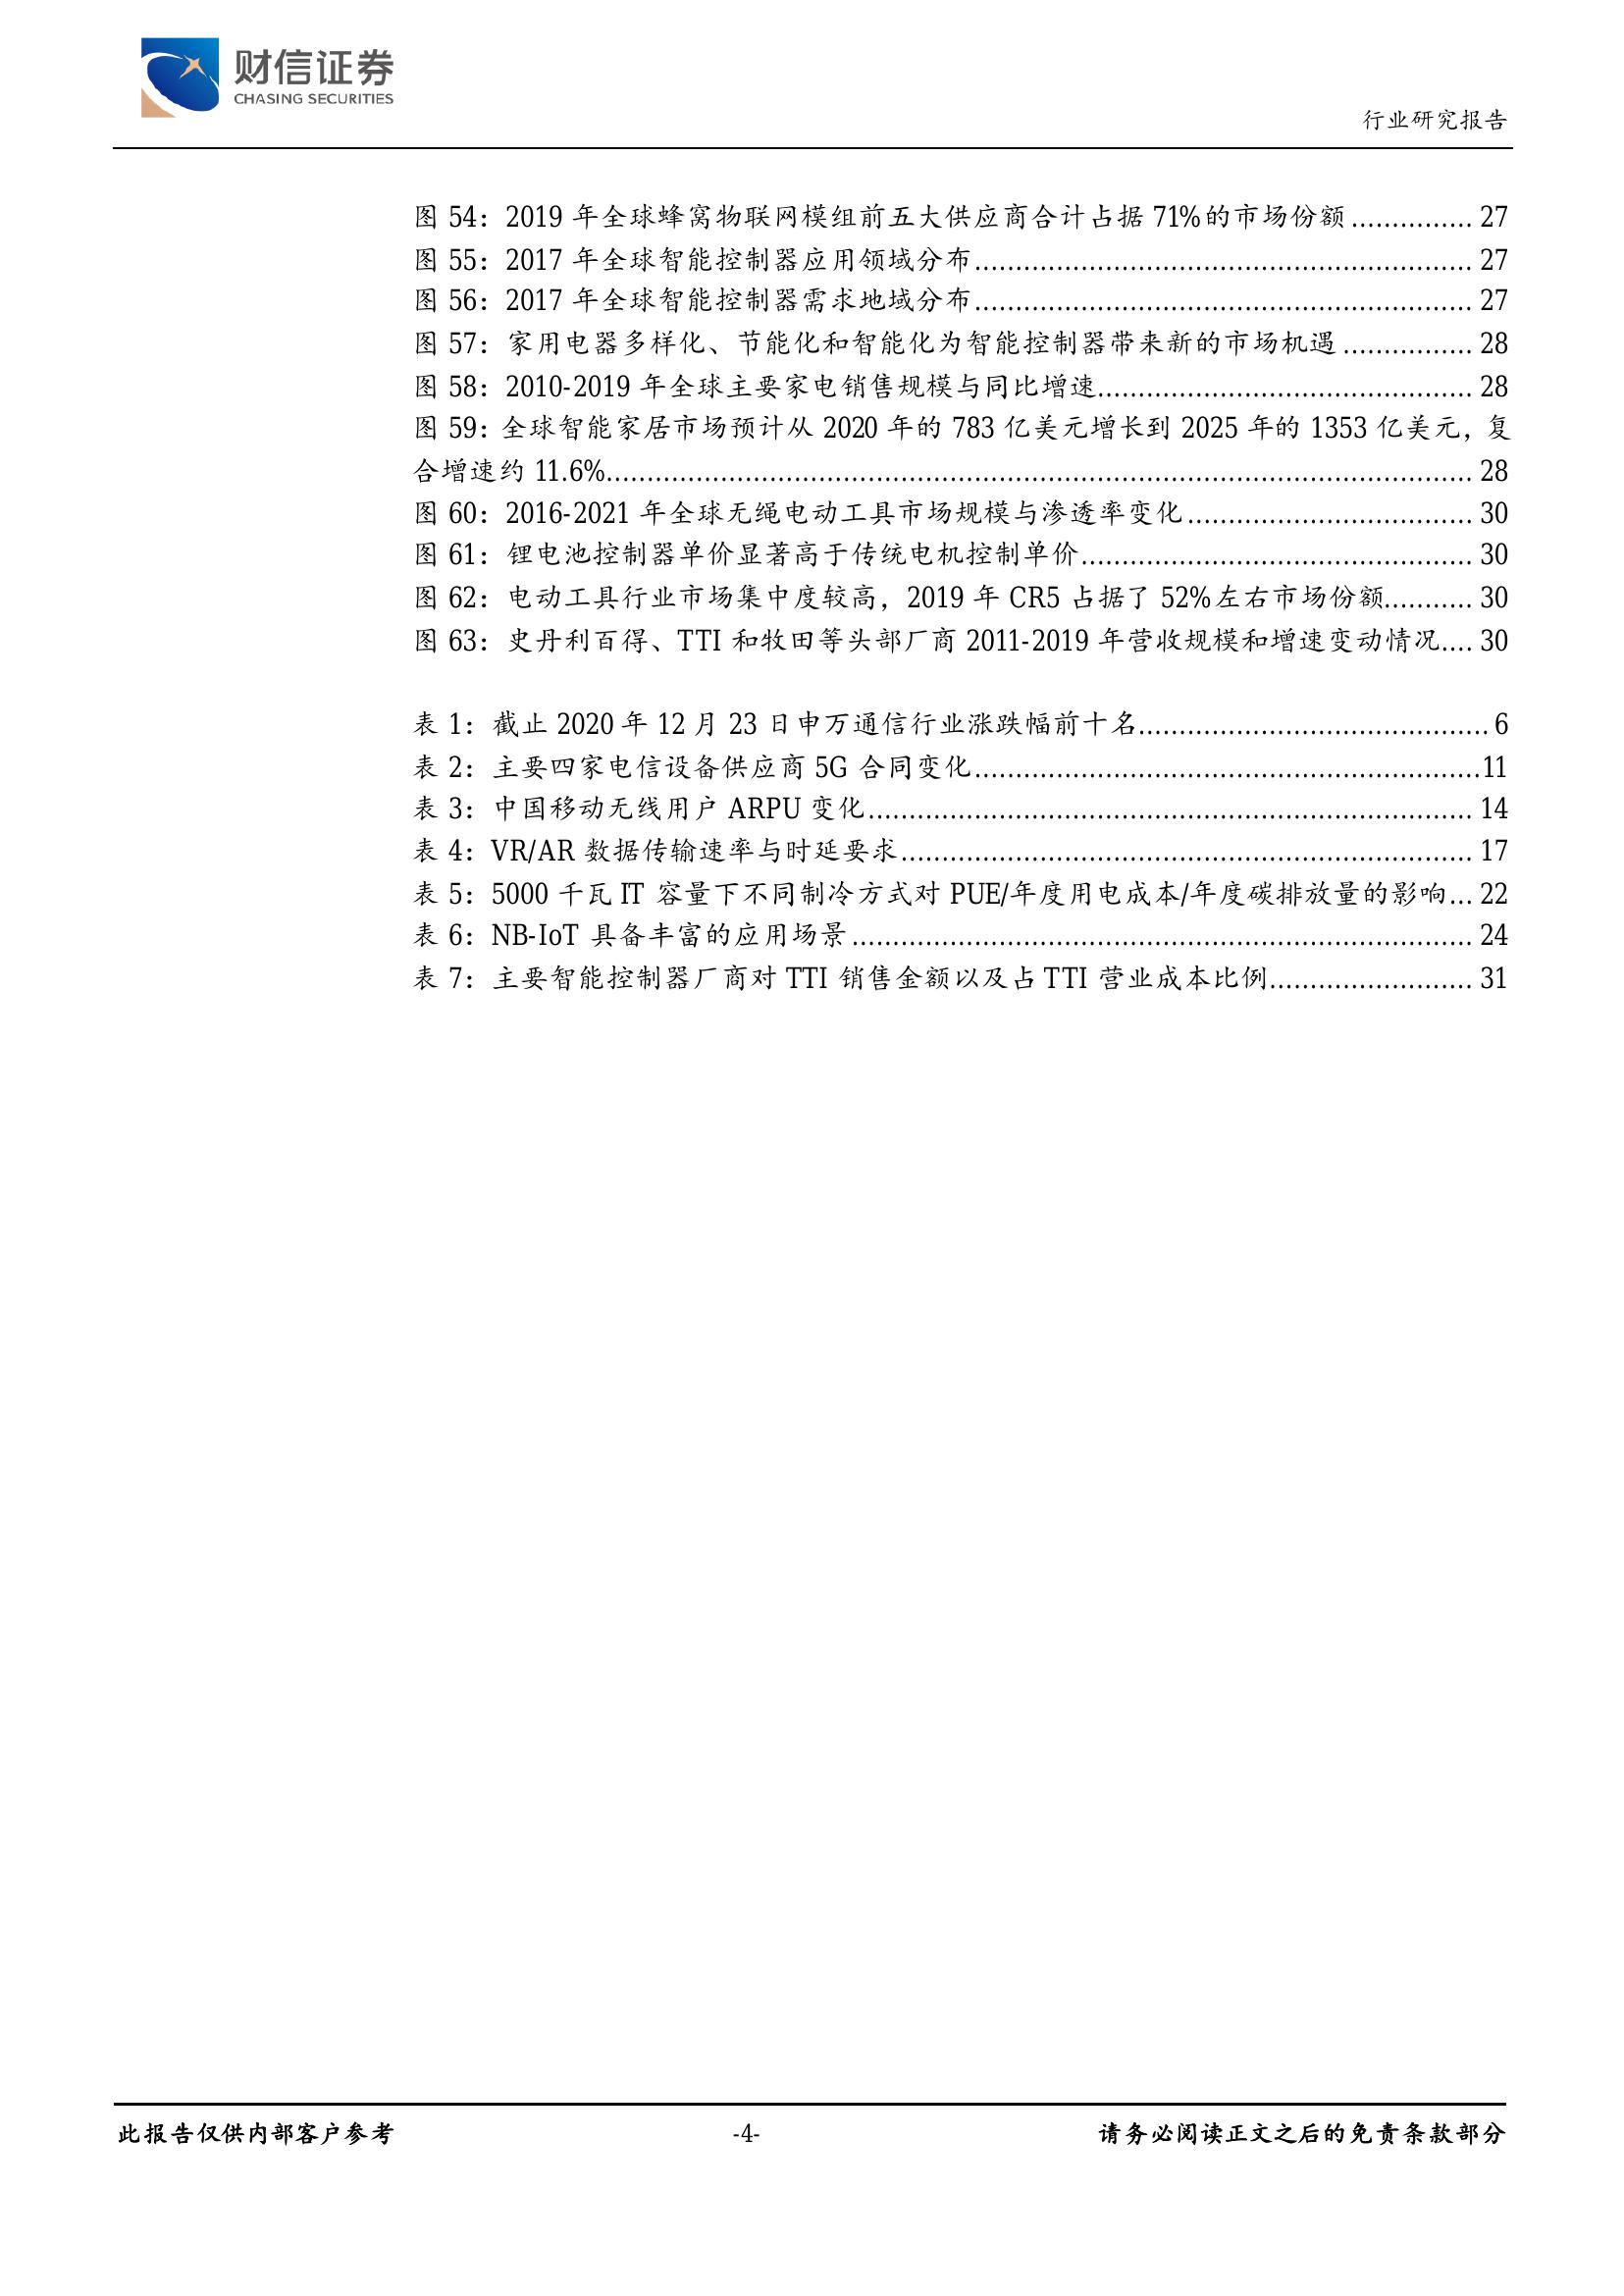 财信证券
CHASING SECURITIES
行业研究报告
图 54：2019 年全球蜂窝物联网模组前五大供应商合计占据 71%的市场份额............... 27
图 55：2017 年全球智能控制器应用领域分布............................................................. 27
图 56：2017 年全球智能控制器需求地域分布............................................................. 27
图 57：家用电器多样化、节能化和智能化为智能控制器带来新的市场机遇................ 28
图 58：2010-2019 年全球主要家电销售规模与同比增速.............................................. 28
图 59：全球智能家居市场预计从 2020 年的 783 亿美元增长到 2025 年的 1353 亿美元，复
合增速约 11.6%.......................................................................................................... 28
图 60：2016-2021 年全球无绳电动工具市场规模与渗透率变化................................... 30
图 61：锂电池控制器单价显著高于传统电机控制单价................................................ 30
图 62：电动工具行业市场集中度较高，2019 年 CR5 占据了 52%左右市场份额........... 30
图 63：史丹利百得、TTI 和牧田等头部厂商 2011-2019 年营收规模和增速变动情况.... 30
表 1：截止 2020 年 12 月 23 日申万通信行业涨跌幅前十名........................................... 6
表 2：主要四家电信设备供应商 5G 合同变化..............................................................11
表 3：中国移动无线用户 ARPU 变化.......................................................................... 14
表 4：VR/AR 数据传输速率与时延要求...................................................................... 17
表 5：5000 千瓦 IT 容量下不同制冷方式对 PUE/年度用电成本/年度碳排放量的影响... 22
表 6：NB-IoT 具备丰富的应用场景............................................................................ 24
表 7：主要智能控制器厂商对 TTI 销售金额以及占 TTI 营业成本比例......................... 31
此报告仅供内部客户参考
-4-
请务必阅读正文之后的免责条款部分